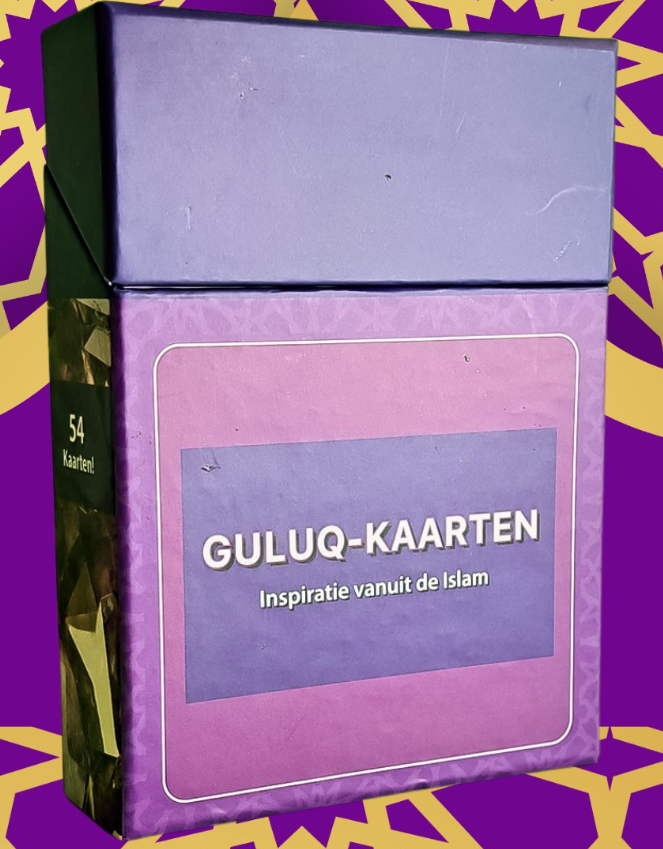 54
Kaarten!
GULUQ-KAARTEN
Inspiratie vanuit de Islam